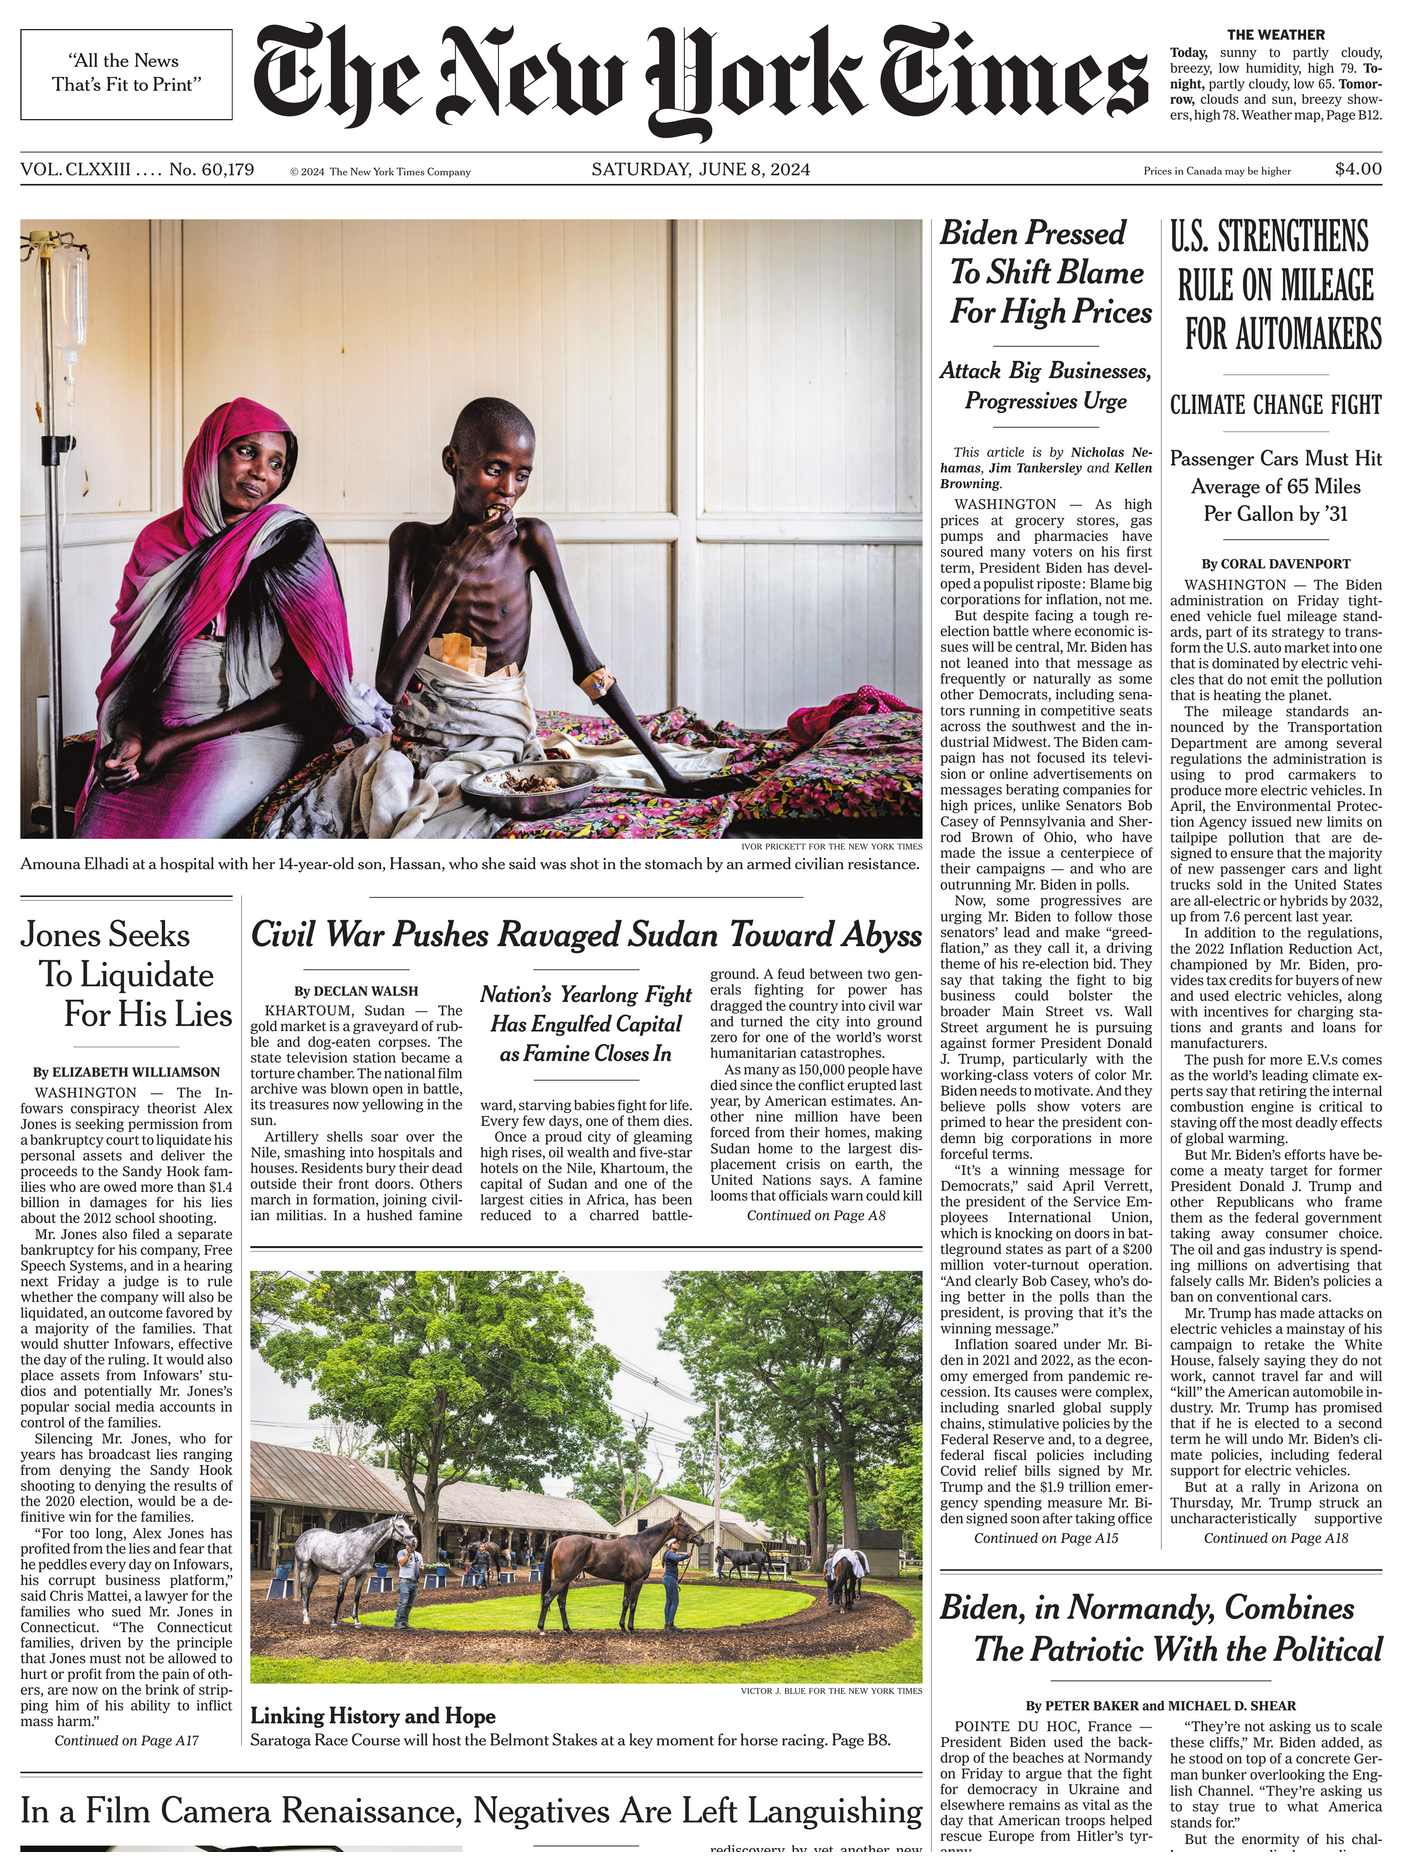 "All the News
That's Fit to Print"
The New York Times
THE WEATHER
Today, sunny to partly cloudy,
breezy, low humidity, high 79. To-
night, partly cloudy, low 65. Tomor-
row, clouds and sun, breezy show-
ers, high 78. Weather map, Page B12.
VOL. CLXXIII .... No. 60,179
© 2024 The New York Times Company
SATURDAY, JUNE 8, 2024
Prices in Canada may be higher
$4.00
IVOR PRICKETT FOR THE NEW YORK TIMES
Amouna Elhadi at a hospital with her 14-year-old son, Hassan, who she said was shot in the stomach by an armed civilian resistance.
Jones Seeks
To Liquidate
For His Lies
By ELIZABETH WILLIAMSON
WASHINGTON — The In-
fowars conspiracy theorist Alex
Jones is seeking permission from
a bankruptcy court to liquidate his
personal assets and deliver the
proceeds to the Sandy Hook fam-
ilies who are owed more than $1.4
billion in damages for his lies
about the 2012 school shooting.
Mr. Jones also filed a separate
bankruptcy for his company, Free
Speech Systems, and in a hearing
next Friday a judge is to rule
whether the company will also be
liquidated, an outcome favored by
a majority of the families. That
would shutter Infowars, effective
the day of the ruling. It would also
place assets from Infowars' stu-
dios and potentially Mr. Jones's
popular social media accounts in
control of the families.
Silencing Mr. Jones, who for
years has broadcast lies ranging
from denying the Sandy Hook
shooting to denying the results of
the 2020 election, would be a de-
finitive win for the families.
"For too long, Alex Jones has
profited from the lies and fear that
he peddles every day on Infowars,
his corrupt business platform,"
said Chris Mattei, a lawyer for the
families who sued Mr. Jones in
Connecticut. "The Connecticut
families, driven by the principle
that Jones must not be allowed to
hurt or profit from the pain of oth-
ers, are now on the brink of strip-
ping him of his ability to inflict
mass harm."
Continued on Page A17
Civil War Pushes Ravaged Sudan Toward Abyss
By DECLAN WALSH
KHARTOUM, Sudan — The
gold market is a graveyard of rub-
ble and dog-eaten corpses. The
state television station became a
torture chamber. The national film
archive was blown open in battle,
its treasures now yellowing in the
sun.
Artillery shells soar over the
Nile, smashing into hospitals and
houses. Residents bury their dead
outside their front doors. Others
march in formation, joining civil-
ian militias. In a hushed famine
Nation's Yearlong Fight
Has Engulfed Capital
as Famine Closes In
ward, starving babies fight for life.
Every few days, one of them dies.
Once a proud city of gleaming
high rises, oil wealth and five-star
hotels on the Nile, Khartoum, the
capital of Sudan and one of the
largest cities in Africa, has been
reduced to a charred battle-
ground. A feud between two gen-
erals fighting for power has
dragged the country into civil war
and turned the city into ground
zero for one of the world's worst
humanitarian catastrophes.
As many as 150,000 people have
died since the conflict erupted last
year, by American estimates. An-
other nine million have been
forced from their homes, making
Sudan home to the largest dis-
placement crisis on earth, the
United Nations says. A famine
looms that officials warn could kill
Continued on Page A8
VICTOR J. BLUE FOR THE NEW YORK TIMES
Linking History and Hope
Saratoga Race Course will host the Belmont Stakes at a key moment for horse racing. Page B8.
In a Film Camera Renaissance, Negatives Are Left Languishing
rediscovery by yet another new
Biden Pressed
To Shift Blame
For High Prices
Attack Big Businesses,
Progressives Urge
This article is by Nicholas Ne-
hamas, Jim Tankersley and Kellen
Browning.
WASHINGTON — As high
prices at grocery stores, gas
pumps and pharmacies have
soured many voters on his first
term, President Biden has devel-
oped a populist riposte: Blame big
corporations for inflation, not me.
But despite facing a tough re-
election battle where economic is-
sues will be central, Mr. Biden has
not leaned into that message as
frequently or naturally as some
other Democrats, including sena-
tors running in competitive seats
across the southwest and the in-
dustrial Midwest. The Biden cam-
paign has not focused its televi-
sion or online advertisements on
messages berating companies for
high prices, unlike Senators Bob
Casey of Pennsylvania and Sher-
rod Brown of Ohio, who have
made the issue a centerpiece of
their campaigns — and who are
outrunning Mr. Biden in polls.
Now, some progressives are
urging Mr. Biden to follow those
senators' lead and make "greed-
flation," as they call it, a driving
theme of his re-election bid. They
say that taking the fight to big
business could bolster the
broader Main Street vs. Wall
Street argument he is pursuing
against former President Donald
J. Trump, particularly with the
working-class voters of color Mr.
Biden needs to motivate. And they
believe polls show voters are
primed to hear the president con-
demn big corporations in more
forceful terms.
"It's a winning message for
Democrats," said April Verrett,
the president of the Service Em-
ployees International Union,
which is knocking on doors in bat-
tleground states as part of a $200
million voter-turnout operation.
"And clearly Bob Casey, who's do-
ing better in the polls than the
president, is proving that it's the
winning message."
Inflation soared under Mr. Bi-
den in 2021 and 2022, as the econ-
omy emerged from pandemic re-
cession. Its causes were complex,
including snarled global supply
chains, stimulative policies by the
Federal Reserve and, to a degree,
federal fiscal policies including
Covid relief bills signed by Mr.
Trump and the $1.9 trillion emer-
gency spending measure Mr. Bi-
den signed soon after taking office
Continued on Page A15
U.S. STRENGTHENS
RULE ON MILEAGE
FOR AUTOMAKERS
CLIMATE CHANGE FIGHT
Passenger Cars Must Hit
Average of 65 Miles
Per Gallon by '31
By CORAL DAVENPORT
WASHINGTON — The Biden
administration on Friday tight-
ened vehicle fuel mileage stand-
ards, part of its strategy to trans-
form the U.S. auto market into one
that is dominated by electric vehi-
cles that do not emit the pollution
that is heating the planet.
The mileage standards an-
nounced by the Transportation
Department are among several
regulations the administration is
using to prod carmakers to
produce more electric vehicles. In
April, the Environmental Protec-
tion Agency issued new limits on
tailpipe pollution that are de-
signed to ensure that the majority
of new passenger cars and light
trucks sold in the United States
are all-electric or hybrids by 2032,
up from 7.6 percent last year.
In addition to the regulations,
the 2022 Inflation Reduction Act,
championed by Mr. Biden, pro-
vides tax credits for buyers of new
and used electric vehicles, along
with incentives for charging sta-
tions and grants and loans for
manufacturers.
The push for more E.V.s comes
as the world's leading climate ex-
perts say that retiring the internal
combustion engine is critical to
staving off the most deadly effects
of global warming.
But Mr. Biden's efforts have be-
come a meaty target for former
President Donald J. Trump and
other Republicans who frame
them as the federal government
taking away consumer choice.
The oil and gas industry is spend-
ing millions on advertising that
falsely calls Mr. Biden's policies a
ban on conventional cars.
Mr. Trump has made attacks on
electric vehicles a mainstay of his
campaign to retake the White
House, falsely saying they do not
work, cannot travel far and will
"kill" the American automobile in-
dustry. Mr. Trump has promised
that if he is elected to a second
term he will undo Mr. Biden's cli-
mate policies, including federal
support for electric vehicles.
But at a rally in Arizona on
Thursday, Mr. Trump struck an
uncharacteristically supportive
Continued on Page A18
Biden, in Normandy, Combines
The Patriotic With the Political
By PETER BAKER and MICHAEL D. SHEAR
POINTE DU HOC, France —
President Biden used the back-
drop of the beaches at Normandy
on Friday to argue that the fight
for democracy in Ukraine and
elsewhere remains as vital as the
day that American troops helped
rescue Europe from Hitler's tyr-
anny.
"They're not asking us to scale
these cliffs," Mr. Biden added, as
he stood on top of a concrete Ger-
man bunker overlooking the Eng-
lish Channel. "They're asking us
to stay true to what America
stands for."
But the enormity of his chal-